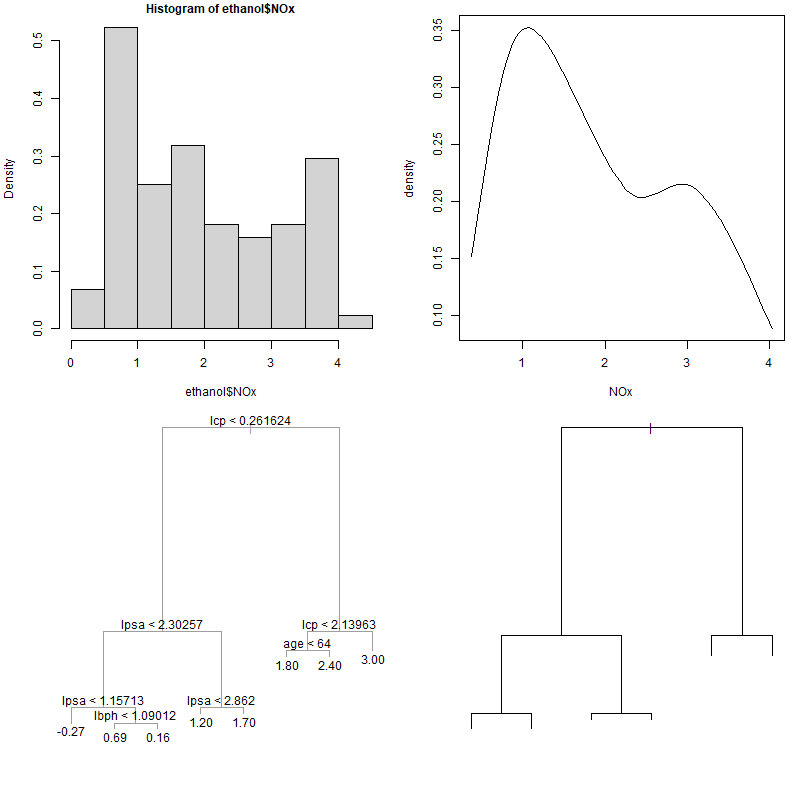 Histogram of ethanol$NOx
Density
0.0 0.1 0.2 0.3 0.4 0.5
0 1 2 3 4
ethanol$NOx
density
0.10 0.15 0.20 0.25 0.30 0.35
1 2 3 4
NOx
lcp < 0.261624
lpsa < 2.30257
lcp < 2.13963
age < 64
1.80 2.40 3.00
lpsa < 1.15713
lpsa < 2.862
lbph < 1.09012
-0.27
0.69 0.16
1.20 1.70